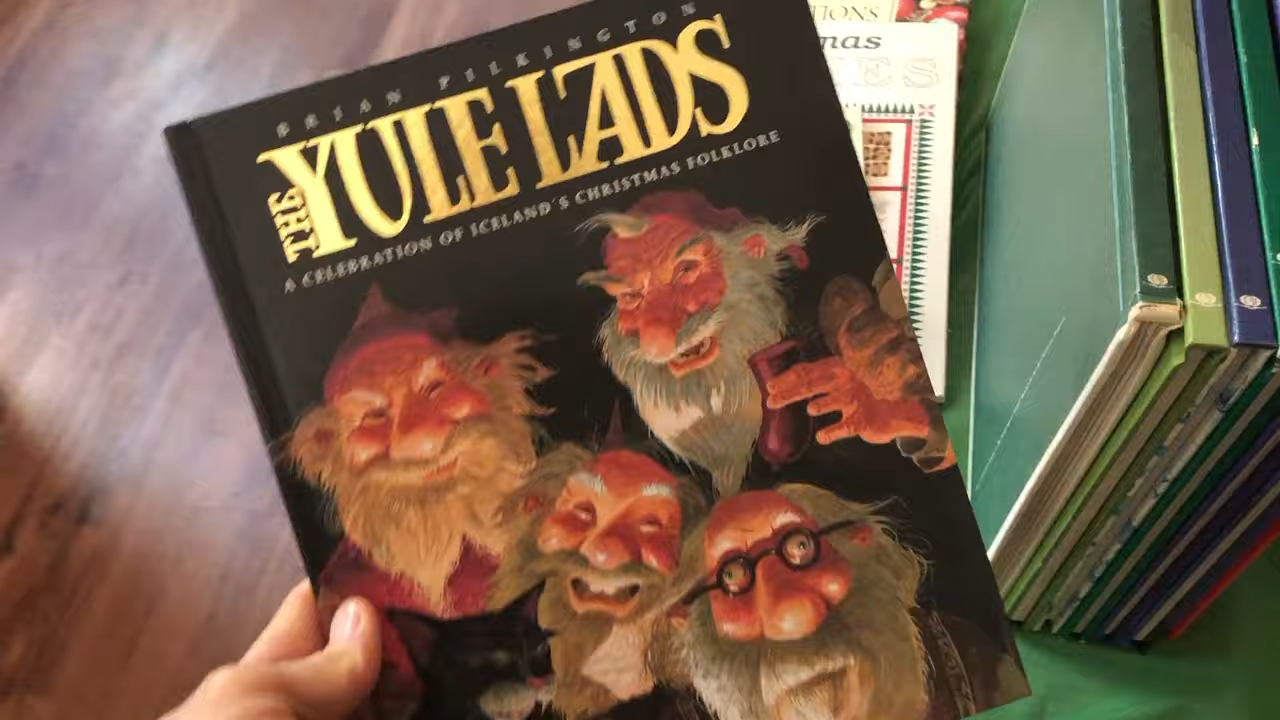 BRIAN PILKINGTON
THE
YULE LADS
A CELEBRATION OF ICELAND'S CHRISTMAS FOLKLORE